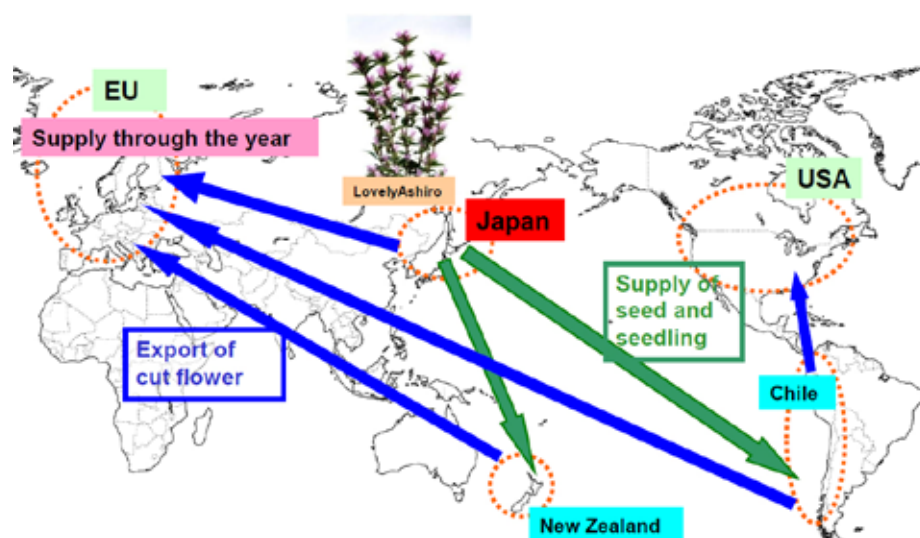 EU
Supply through the year
LovelyAshiro
Japan
USA
Supply of
seed and
seedling
Export of
cut flower
Chile
New Zealand